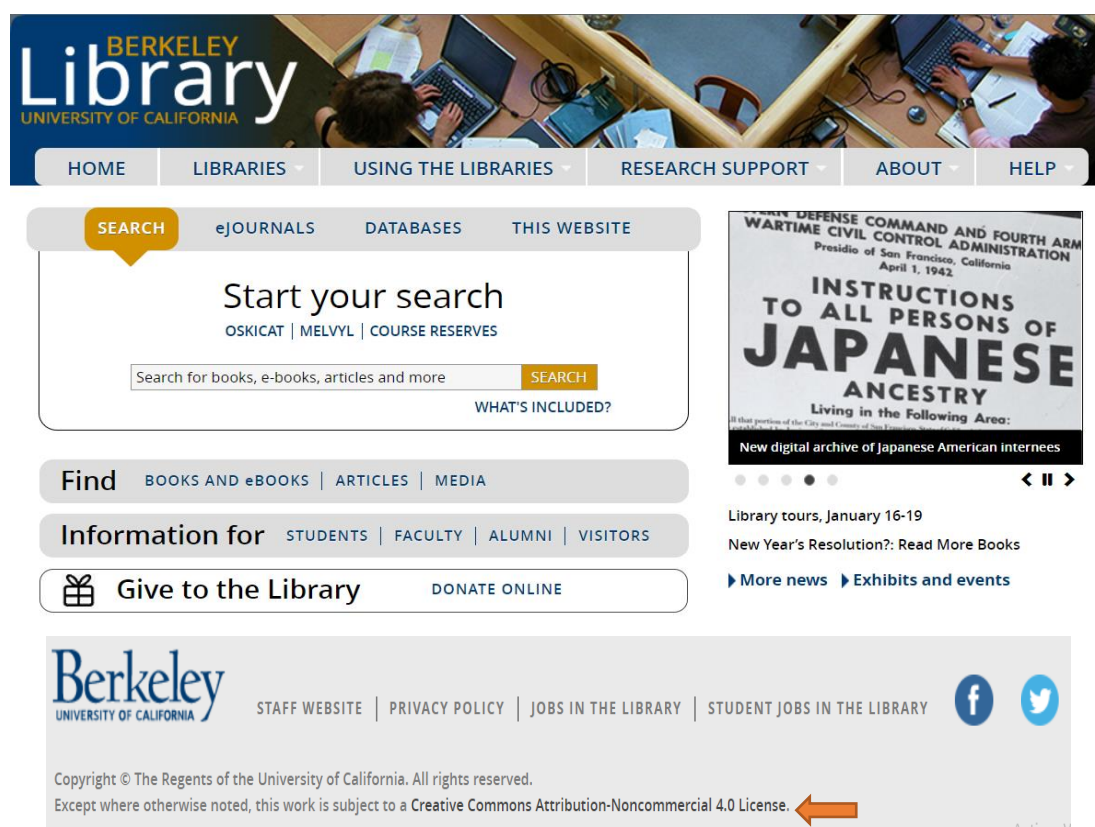 BERKELEY
Library
UNIVERSITY OF CALIFORNIA
HOME LIBRARIES USING THE LIBRARIES RESEARCH SUPPORT ABOUT HELP
SEARCH eJOURNALS DATABASES THIS WEBSITE
Start your search
OSKICAT | MELVYL | COURSE RESERVES
Search for books, e-books, articles and more SEARCH
WHAT'S INCLUDED?
Find BOOKS AND eBOOKS | ARTICLES | MEDIA
Information for STUDENTS | FACULTY | ALUMNI | VISITORS
Give to the Library DONATE ONLINE
DEFENSE COMMAND AND FOURTH ARM
WARTIME CIVIL CONTROL ADMINISTRATION
Presidio of San Francisco, California
April 1, 1942
INSTRUCTIONS
TO ALL PERSONS OF
JAPANESE
ANCESTRY
Living in the Following Area:
New digital archive of Japanese American internees
Library tours, January 16-19
New Year's Resolution?: Read More Books
More news Exhibits and events
Berkeley
UNIVERSITY OF CALIFORNIA
STAFF WEBSITE | PRIVACY POLICY | JOBS IN THE LIBRARY | STUDENT JOBS IN THE LIBRARY
Copyright © The Regents of the University of California. All rights reserved.
Except where otherwise noted, this work is subject to a Creative Commons Attribution-Noncommercial 4.0 License.